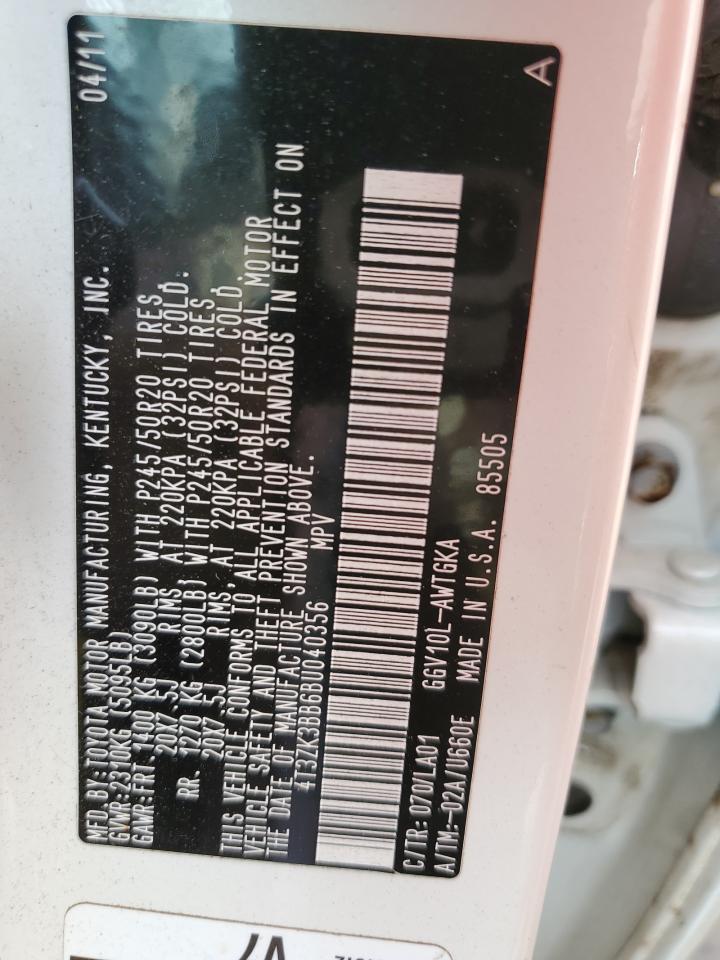 MFD.BY:TOYOTA MOTOR MANUFACTURING, KENTUCKY, INC. 04/11
GVWR:2310KG (5095LB)
GAWR:FRT. 1400 KG (3090LB) WITH P245/50R20 TIRES,
20X7.5J RIMS, AT 220KPA (32PSI) COLD.
RR. 1270 KG (2800LB) WITH P245/50R20 TIRES,
20X7.5J RIMS, AT 220KPA (32PSI) COLD.
THIS VEHICLE CONFORMS TO ALL APPLICABLE FEDERAL MOTOR
VEHICLE SAFETY AND THEFT PREVENTION STANDARDS IN EFFECT ON
THE DATE OF MANUFACTURE SHOWN ABOVE.
4T3ZK3BB6BU040356 MPV
C/TR:070/LA01 GGV10L-AWTGKA
A/TM:-02A/U660E MADE IN U.S.A. 85505
A